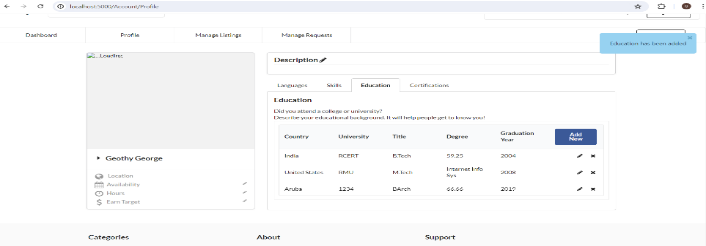 localhost:5000/Account/Profile
Dashboard
Profile
Manage Listings
Manage Requests
Education has been added
Description
Languages
Skills
Education
Certifications
Education
Did you attend a college or university?
Describe your educational background. It will help people get to know you!
Country University Title Degree Graduation Year
Add New
India RCERT B.Tech 59.25 2004
United States M.Tech Internet Info Sys 2008
Aruba 1234 BArch 66.66 2019
Geothy George
Location
Availability
Hours
Earn Target
Categories
About
Support